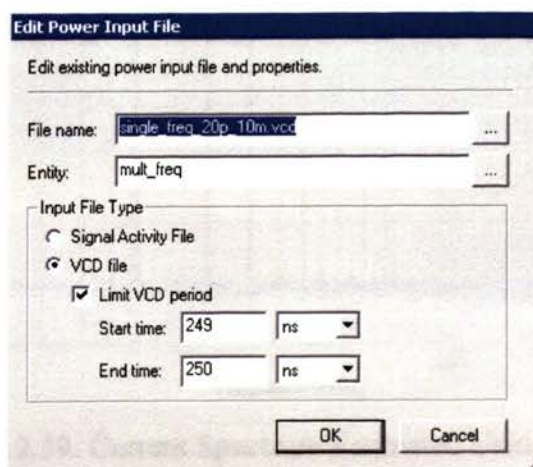 Edit Power Input File
Edit existing power input file and properties.
File name: single_freq_20p_10m.vcd ...
Entity: mult_freq ...
Input File Type
Signal Activity File
VCD file
Limit VCD period
Start time: 249 ns
End time: 250 ns
OK Cancel